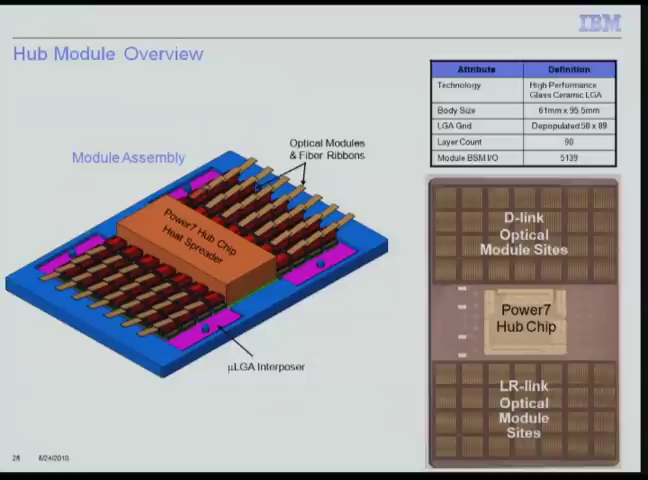 IBM
Hub Module Overview
Attribute Definition
Technology High Performance
Glass Ceramic LGA
Body Size 61mm x 95.5mm
LGA Grid Depopulated 58 x 89
Layer Count 90
Module BSM I/O 5139
Optical Modules
& Fiber Ribbons
Module Assembly
Power7 Hub Chip
Heat Spreader
μLGA Interposer
D-link
Optical
Module Sites
Power7
Hub Chip
LR-link
Optical
Module
Sites
28 8/24/2010